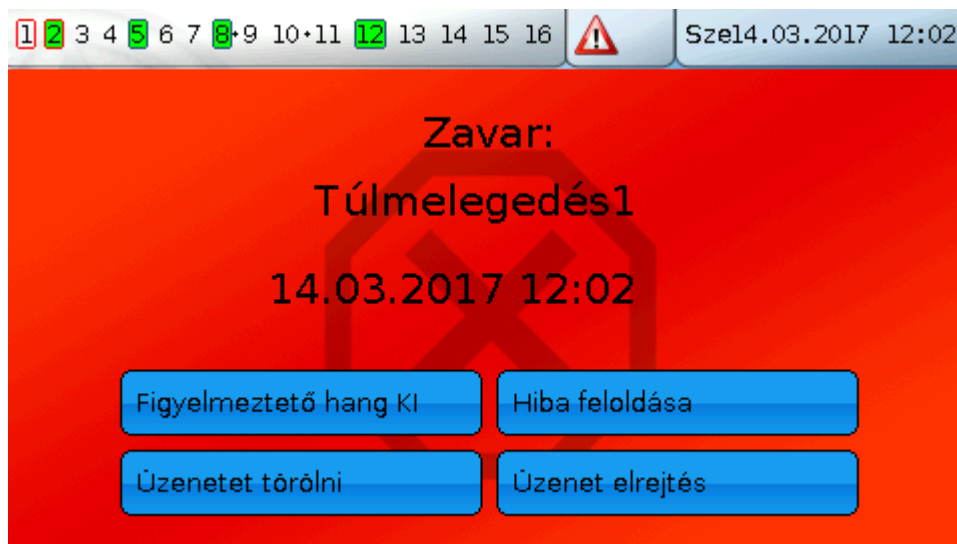 1 2 3 4 5 6 7 8•9 10•11 12 13 14 15 16 Sze14.03.2017 12:02
Zavar:
Túlmelegedés1
14.03.2017 12:02
Figyelmeztető hang KI Hiba feloldása
Üzenetet törölni Üzenet elrejtés